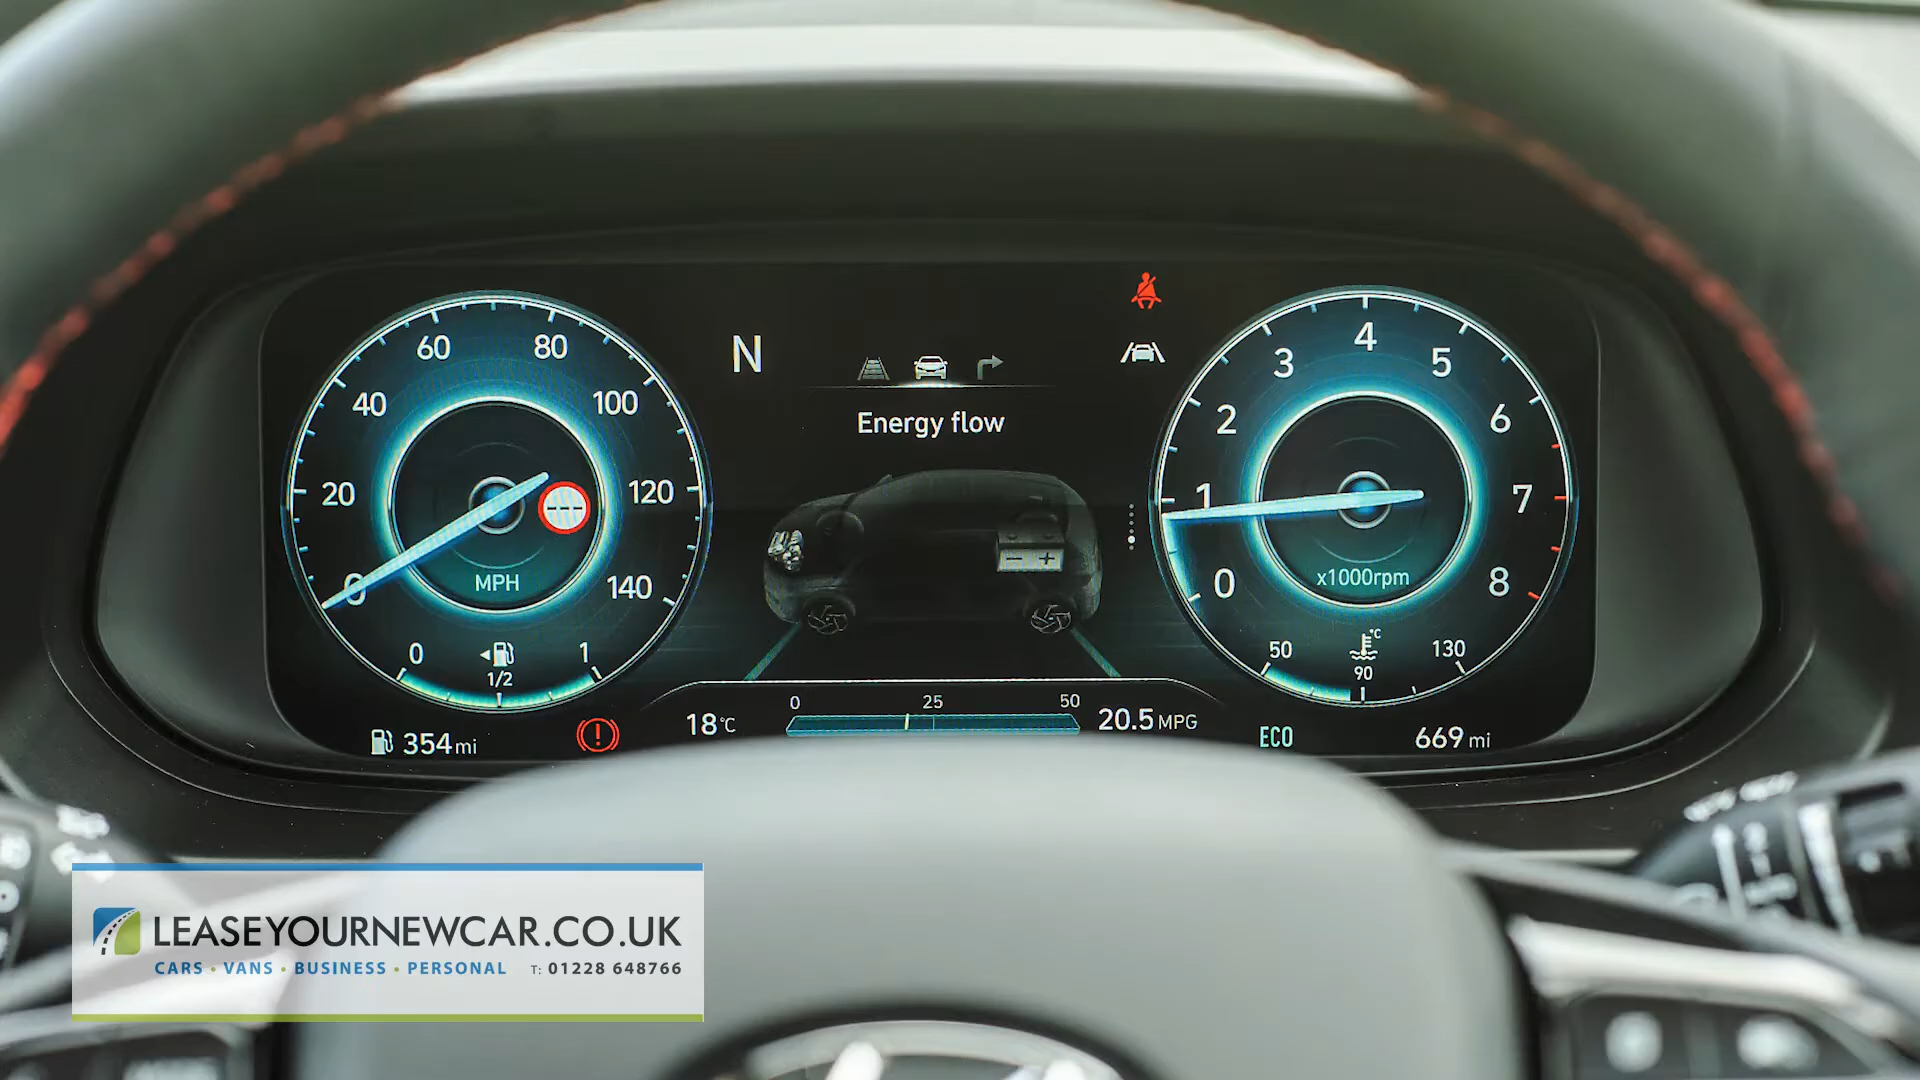 60 80
40 100
20 120
0 140
MPH
0 1
1/2
354 mi
N
Energy flow
- +
18°C
0 25 50
20.5 MPG
4
3 5
2 6
1 7
0 8
x1000rpm
°C
50 130
90
ECO
669 mi
LEASEYOURNEWCAR.CO.UK
CARS • VANS • BUSINESS • PERSONAL T: 01228 648766